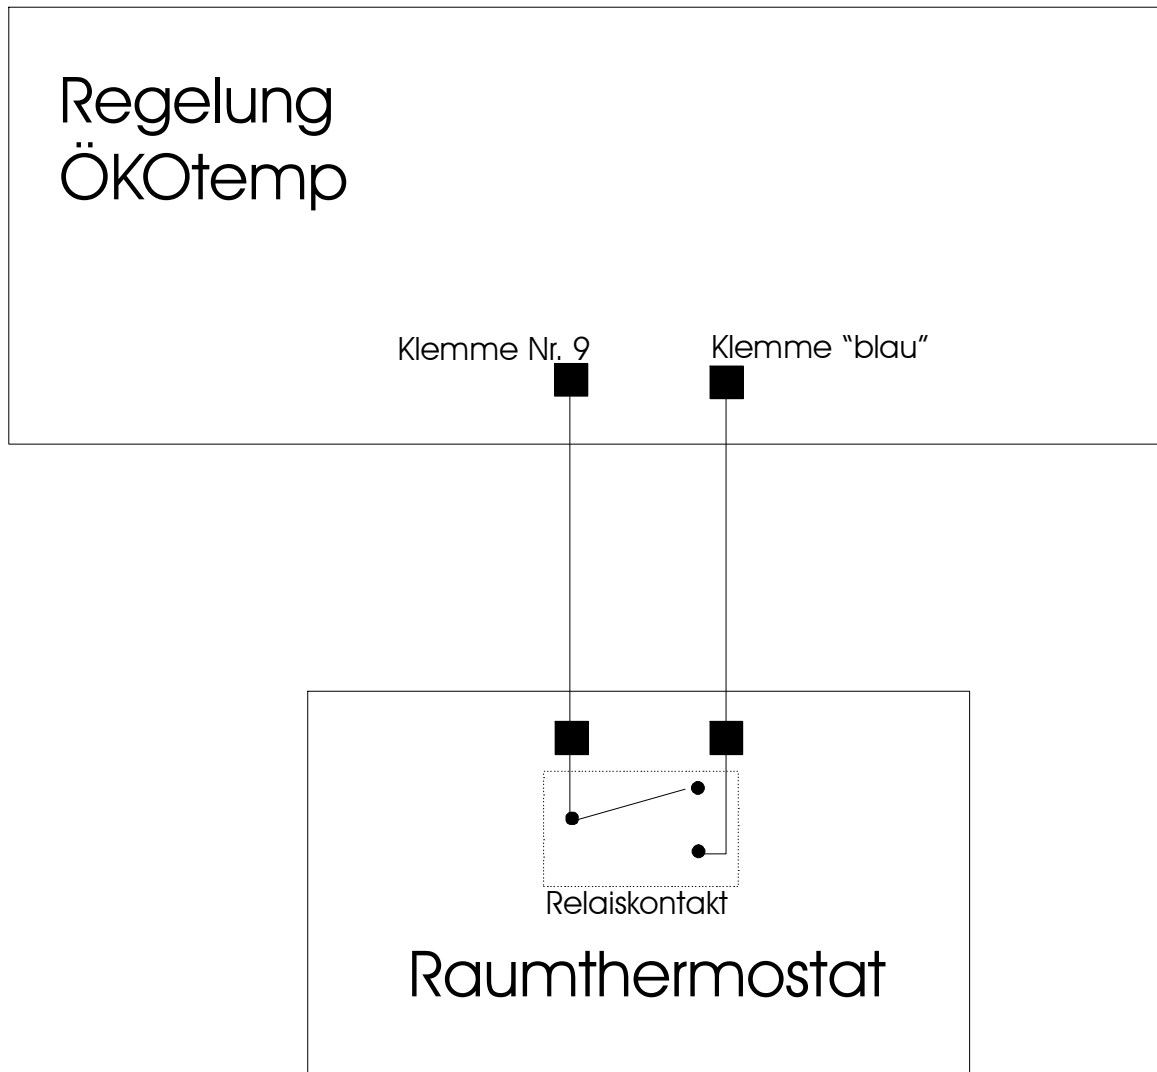 Regelung
ÖKOtemp
Klemme Nr. 9
Klemme “blau”
Relaiskontakt
Raumthermostat